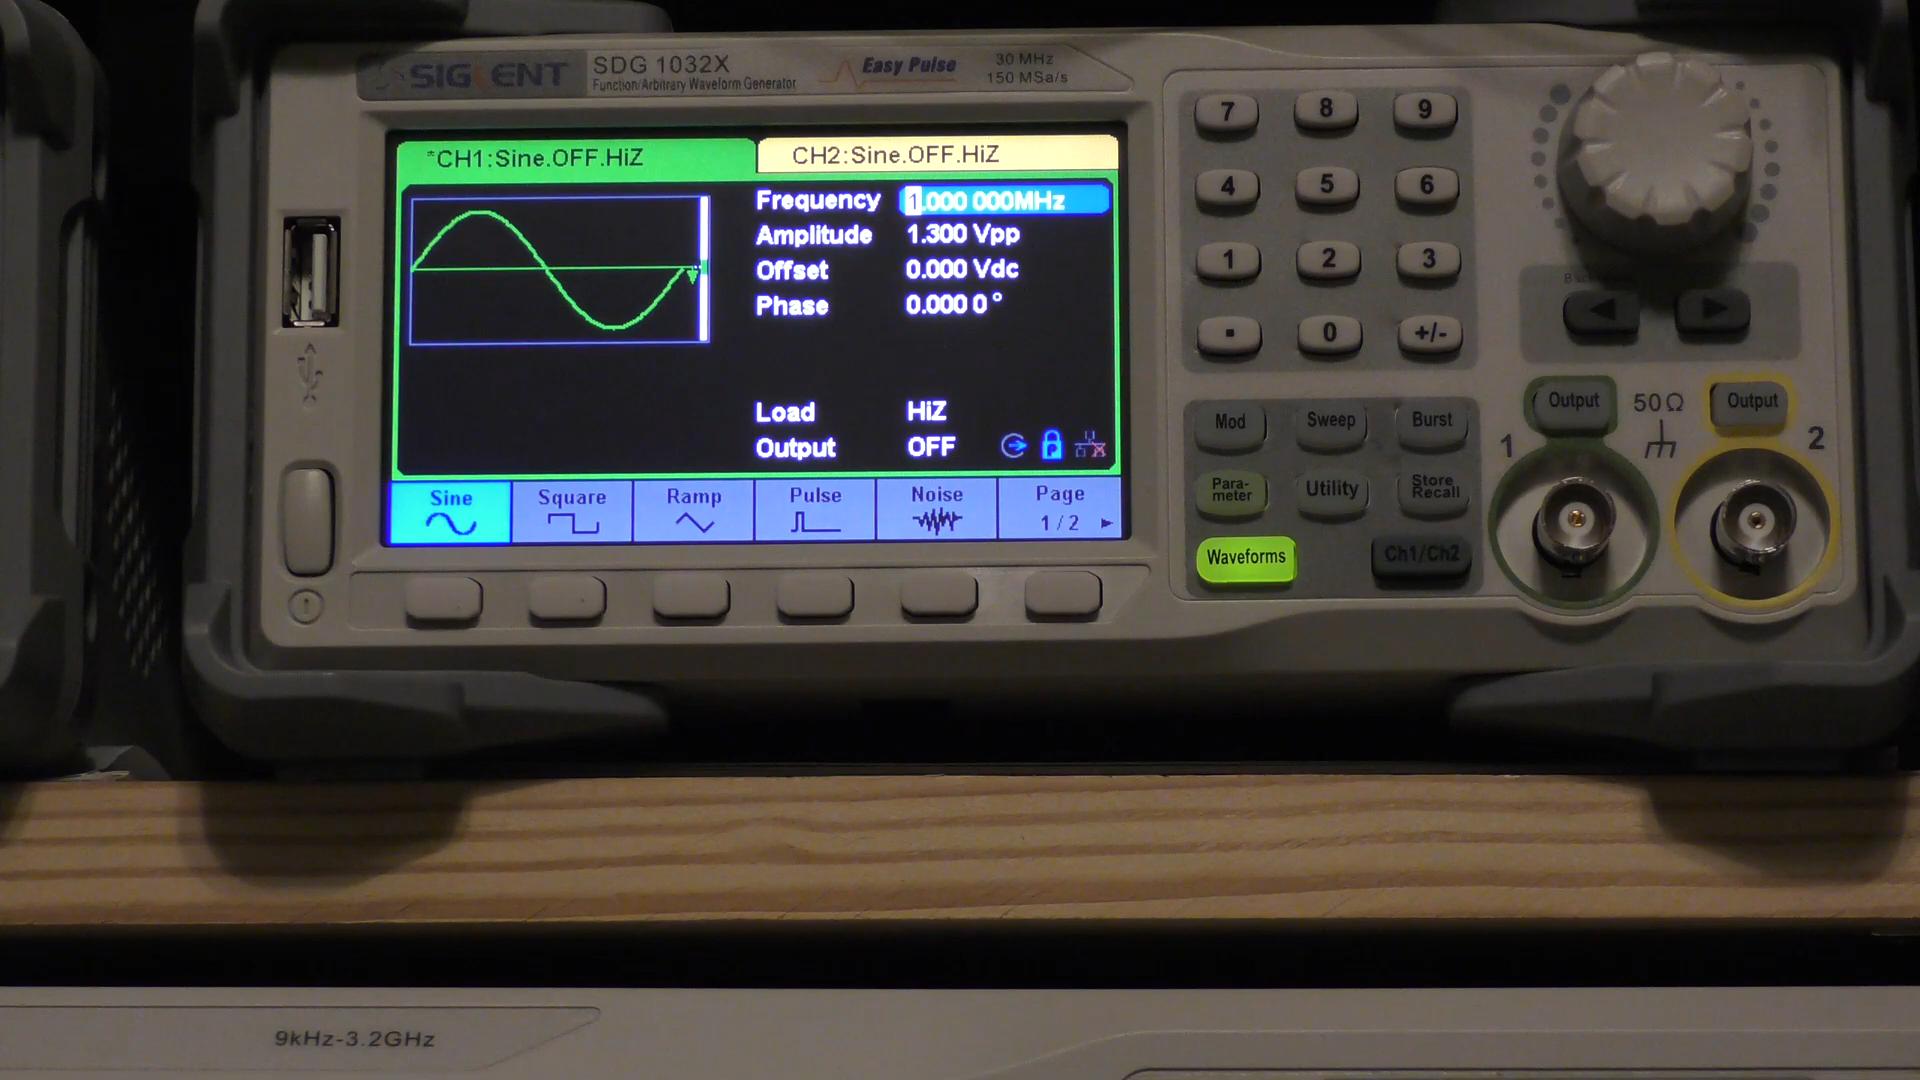 SIGLENT
SDG 1032X
Function/Arbitrary Waveform Generator
Easy Pulse
30 MHz
150 MSa/s
*CH1:Sine.OFF.HiZ
CH2:Sine.OFF.HiZ
Frequency 1.000 000MHz
Amplitude 1.300 Vpp
Offset 0.000 Vdc
Phase 0.000 0 °
Load HiZ
Output OFF
Sine
Square
Ramp
Pulse
Noise
Page
1 / 2
7 8 9
4 5 6
1 2 3
. 0 +/-
Mod Sweep Burst
Para-
meter
Utility
Store
Recall
Waveforms
Ch1/Ch2
Output 50Ω Output
1 2
9kHz-3.2GHz